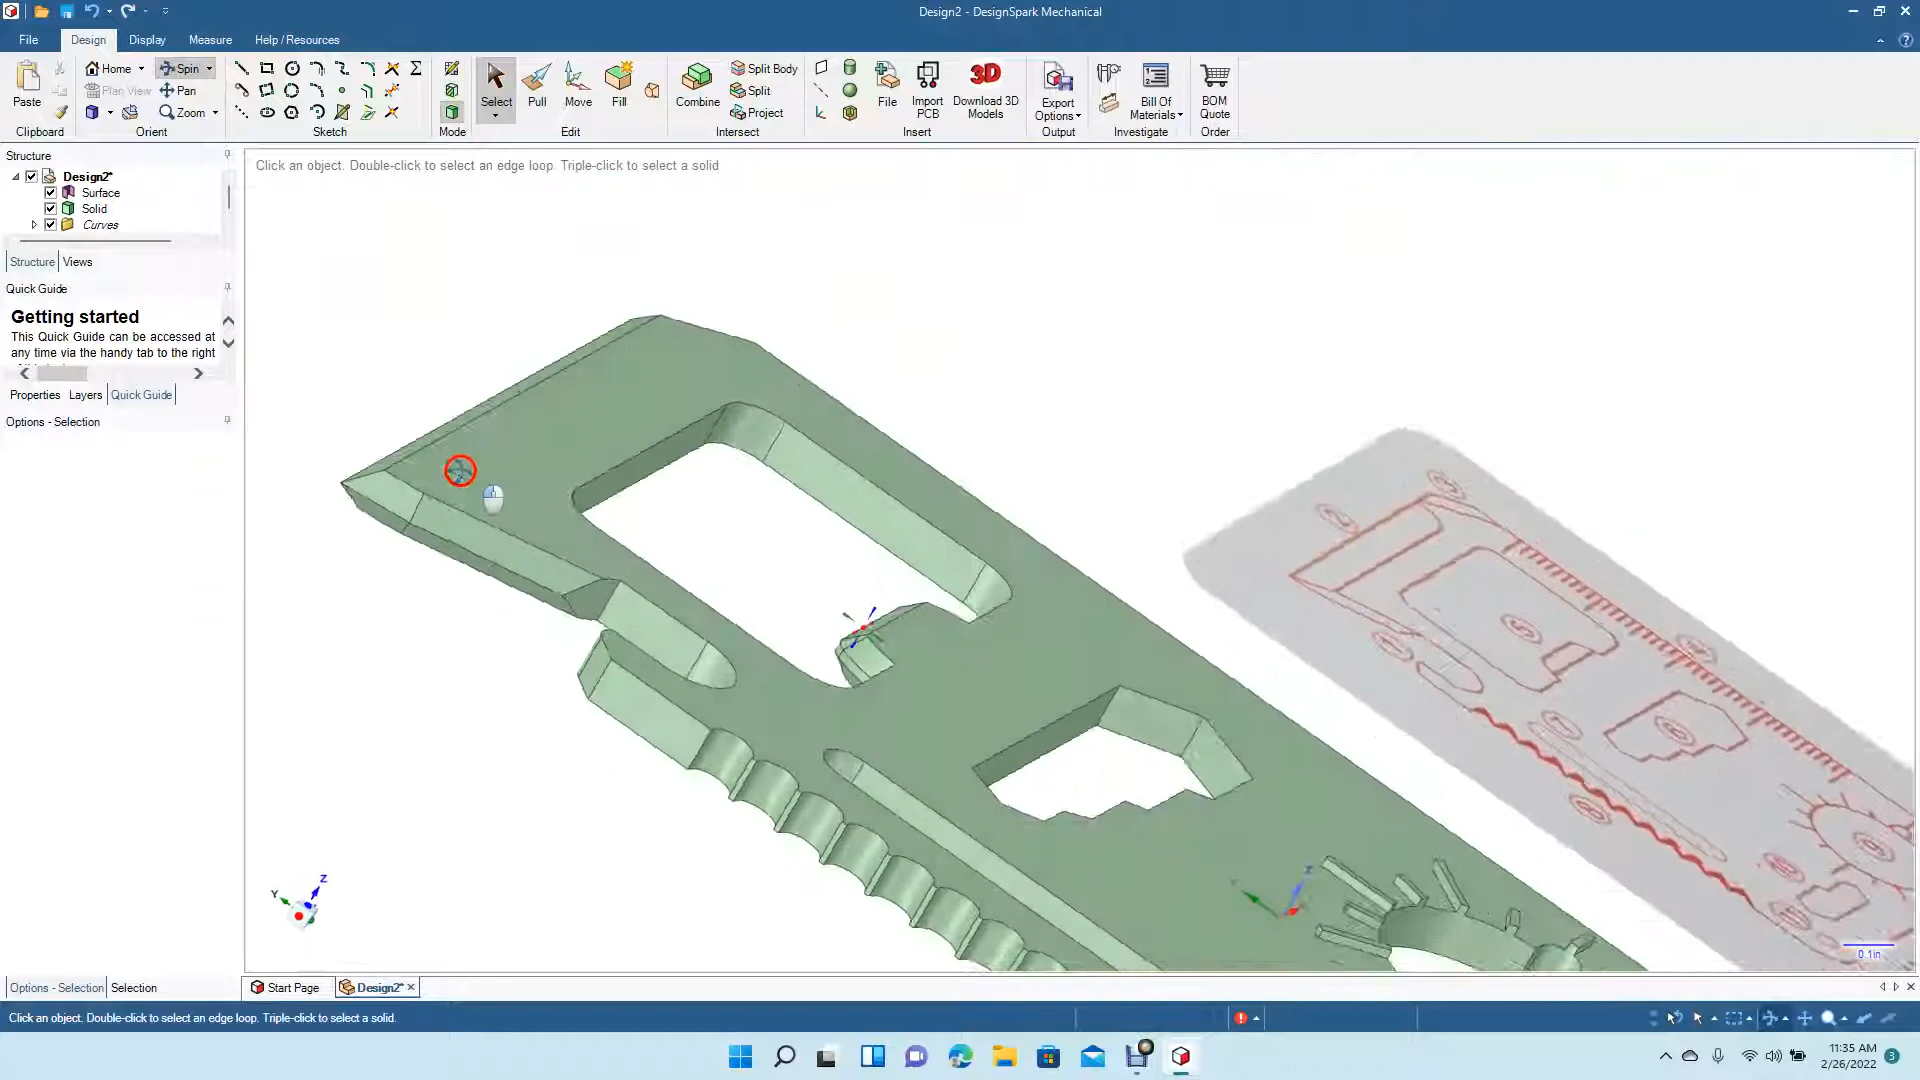 Design2 - DesignSpark Mechanical
File Design Display Measure Help / Resources
Paste
Home Spin
Plan View Pan
Zoom
Select Pull Move Fill
Combine
Split Body
Split
Project
File Import PCB Download 3D Models
Export Options
Bill Of Materials
BOM Quote
Clipboard Orient Sketch Mode Edit Intersect Insert Output Investigate Order
Structure
Design2*
Surface
Solid
Curves
Structure Views
Quick Guide
Getting started
This Quick Guide can be accessed at
any time via the handy tab to the right
Properties Layers Quick Guide
Options - Selection
Click an object. Double-click to select an edge loop. Triple-click to select a solid
Z
Y
Z
0.1in
Options - Selection Selection
Start Page Design2*
Click an object. Double-click to select an edge loop. Triple-click to select a solid.
11:35 AM
2/26/2022
3